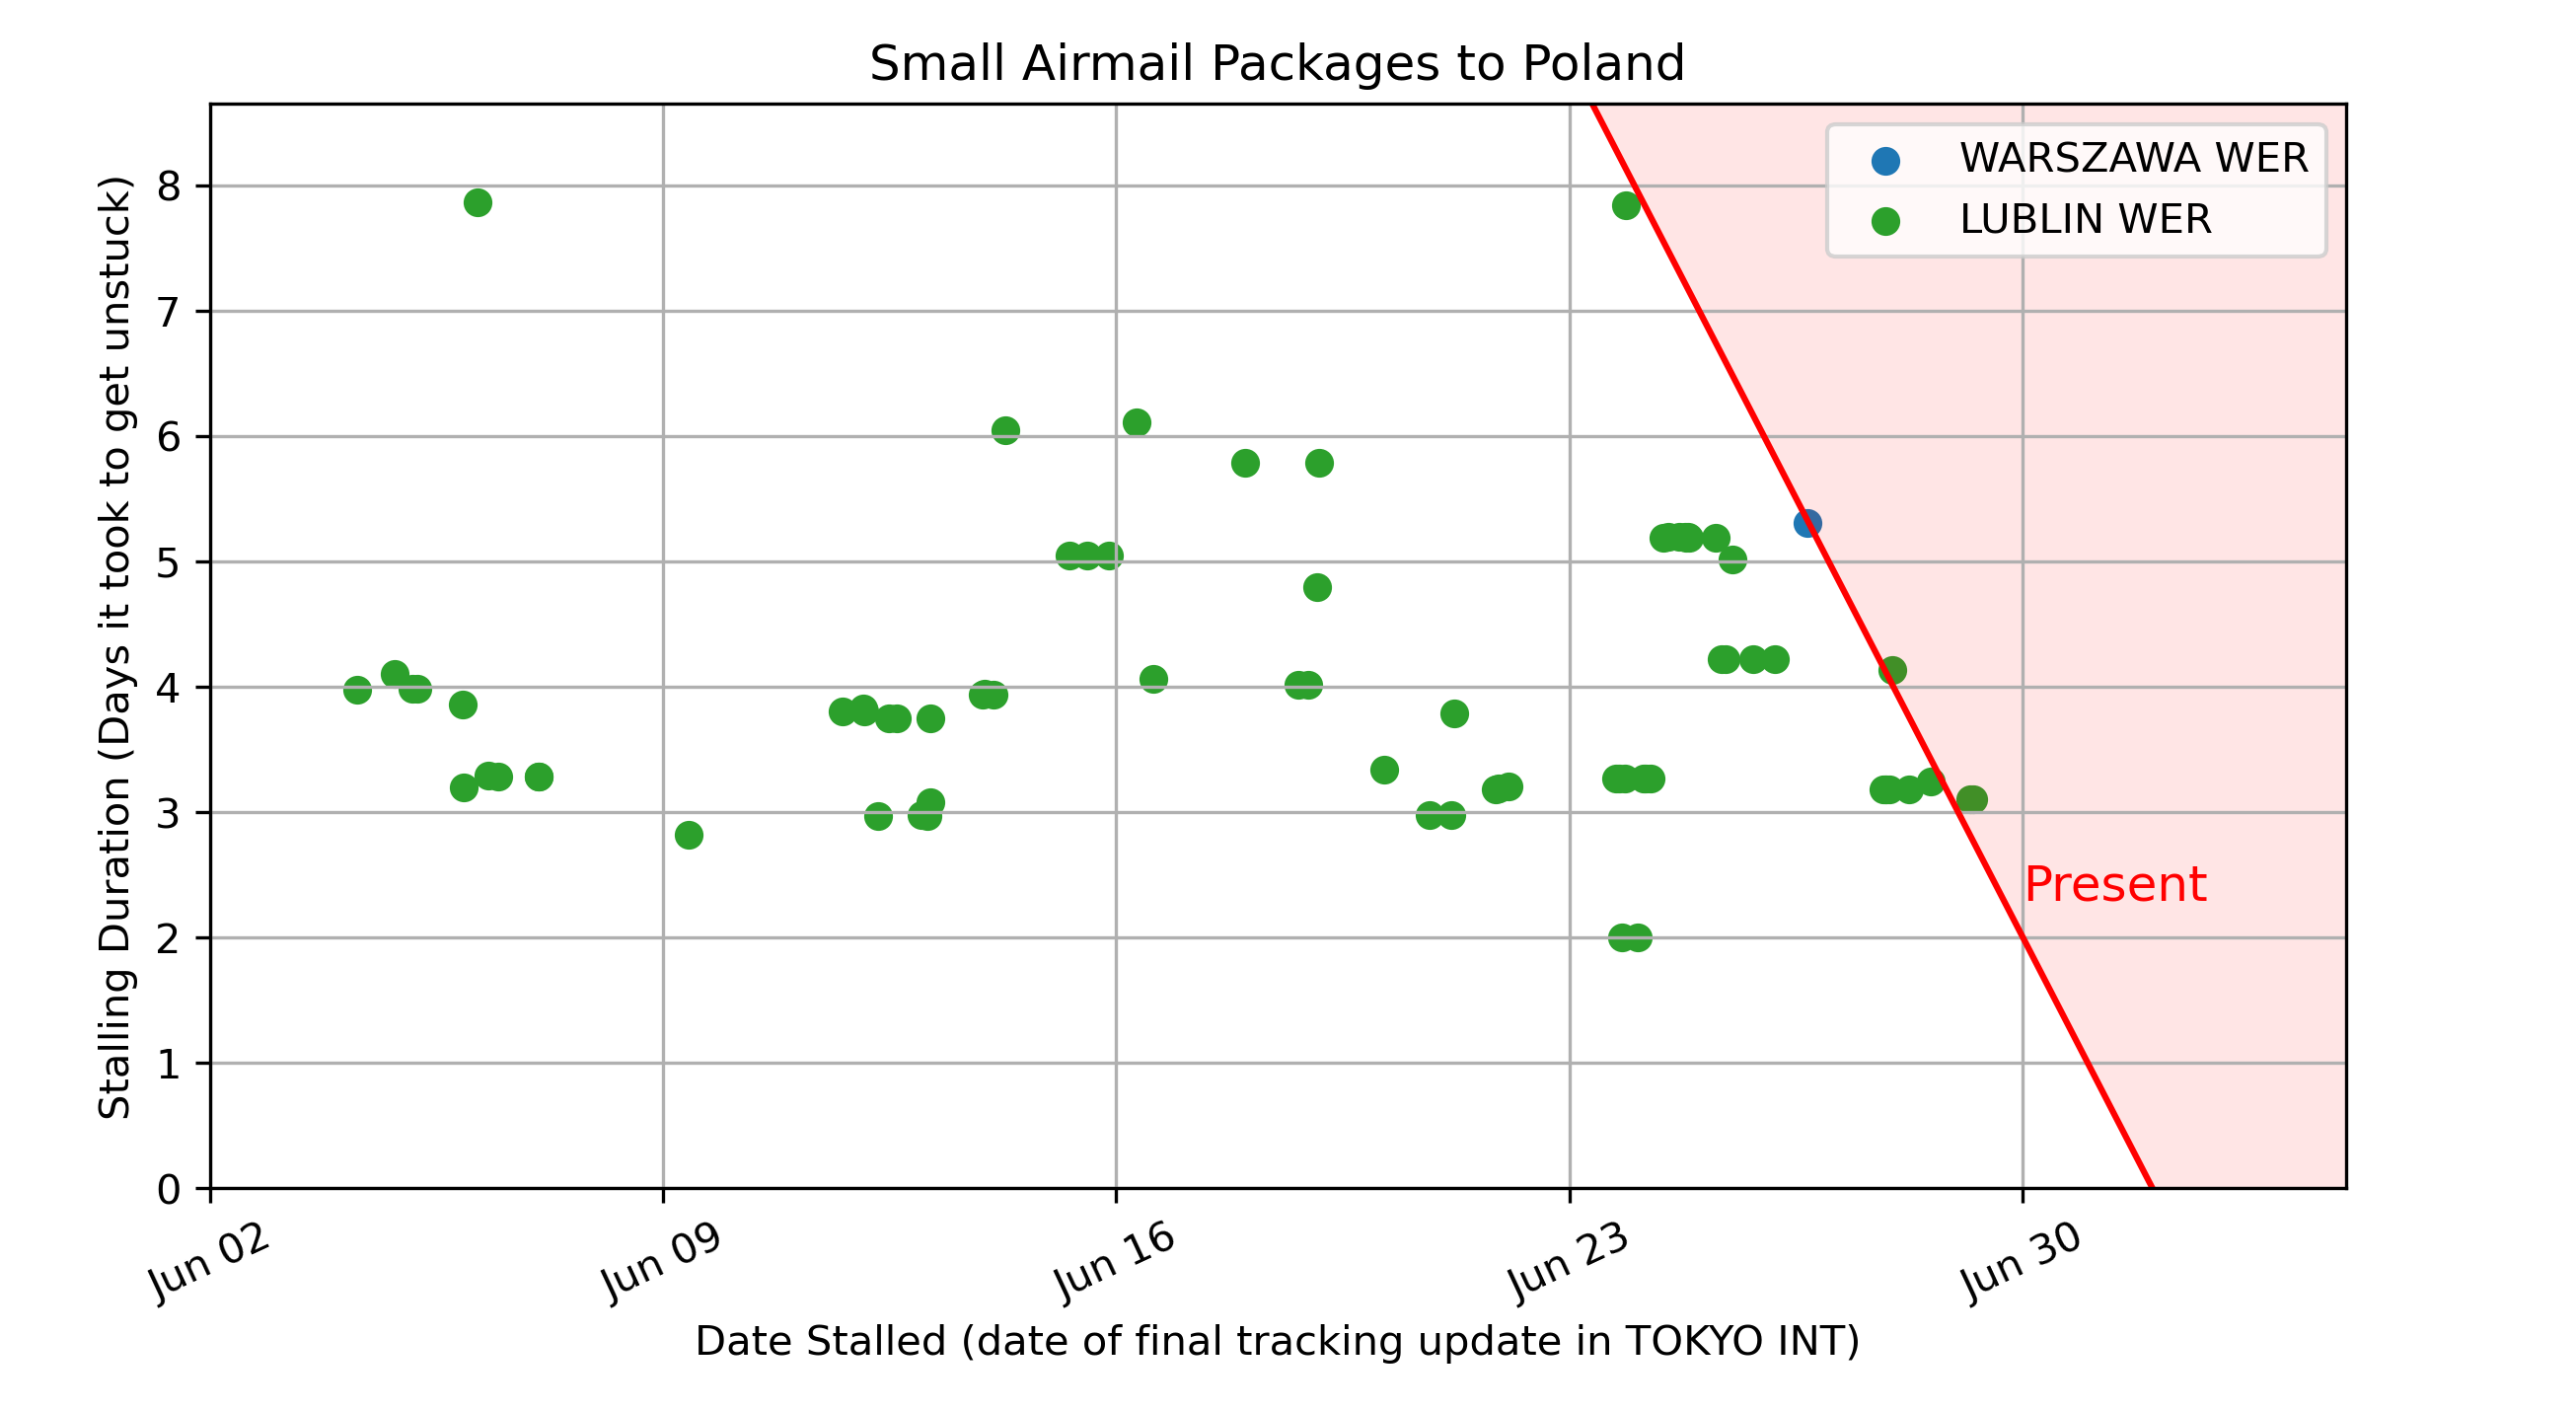 Small Airmail Packages to Poland
WARSZAWA WER
LUBLIN WER
Stalling Duration (Days it took to get unstuck)
8
7
6
5
4
3
2
1
0
Present
Jun 02
Jun 09
Jun 16
Jun 23
Jun 30
Date Stalled (date of final tracking update in TOKYO INT)